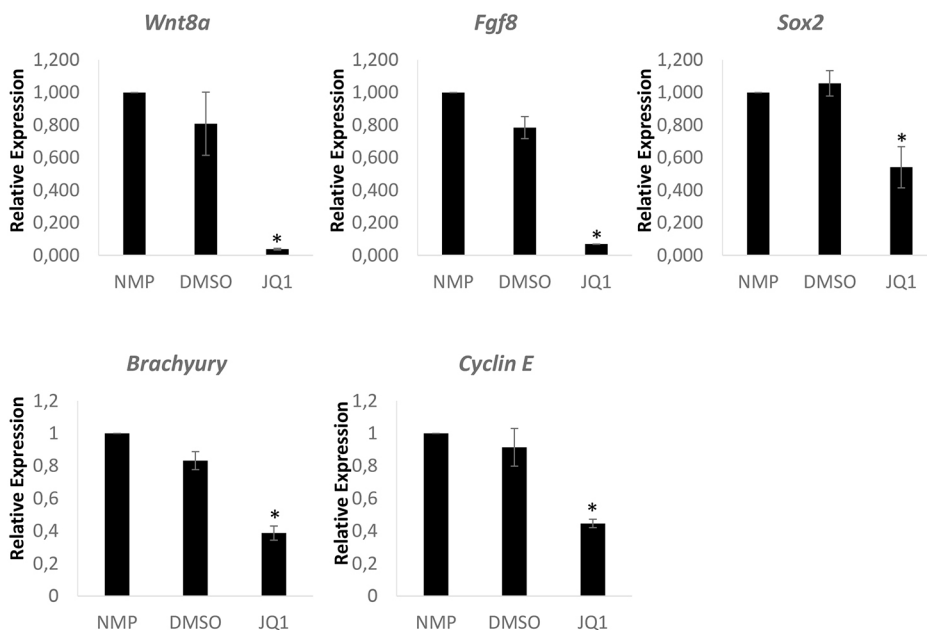 Wnt8a
Relative Expression
1,200
1,000
0,800
0,600
0,400
0,200
0,000
*
NMP DMSO JQ1
Fgf8
Relative Expression
1,200
1,000
0,800
0,600
0,400
0,200
0,000
*
NMP DMSO JQ1
Sox2
Relative Expression
1,200
1,000
0,800
0,600
0,400
0,200
0,000
*
NMP DMSO JQ1
Brachyury
Relative Expression
1,2
1
0,8
0,6
0,4
0,2
0
*
NMP DMSO JQ1
Cyclin E
Relative Expression
1,2
1
0,8
0,6
0,4
0,2
0
*
NMP DMSO JQ1